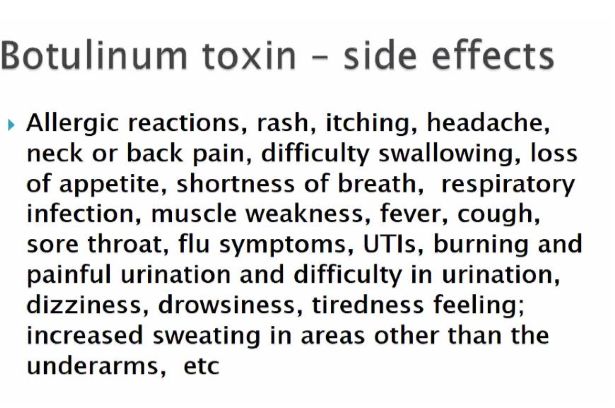 Botulinum toxin – side effects
Allergic reactions, rash, itching, headache,
neck or back pain, difficulty swallowing, loss
of appetite, shortness of breath,  respiratory
infection, muscle weakness, fever, cough,
sore throat, flu symptoms, UTIs, burning and
painful urination and difficulty in urination,
dizziness, drowsiness, tiredness feeling;
increased sweating in areas other than the
underarms,  etc